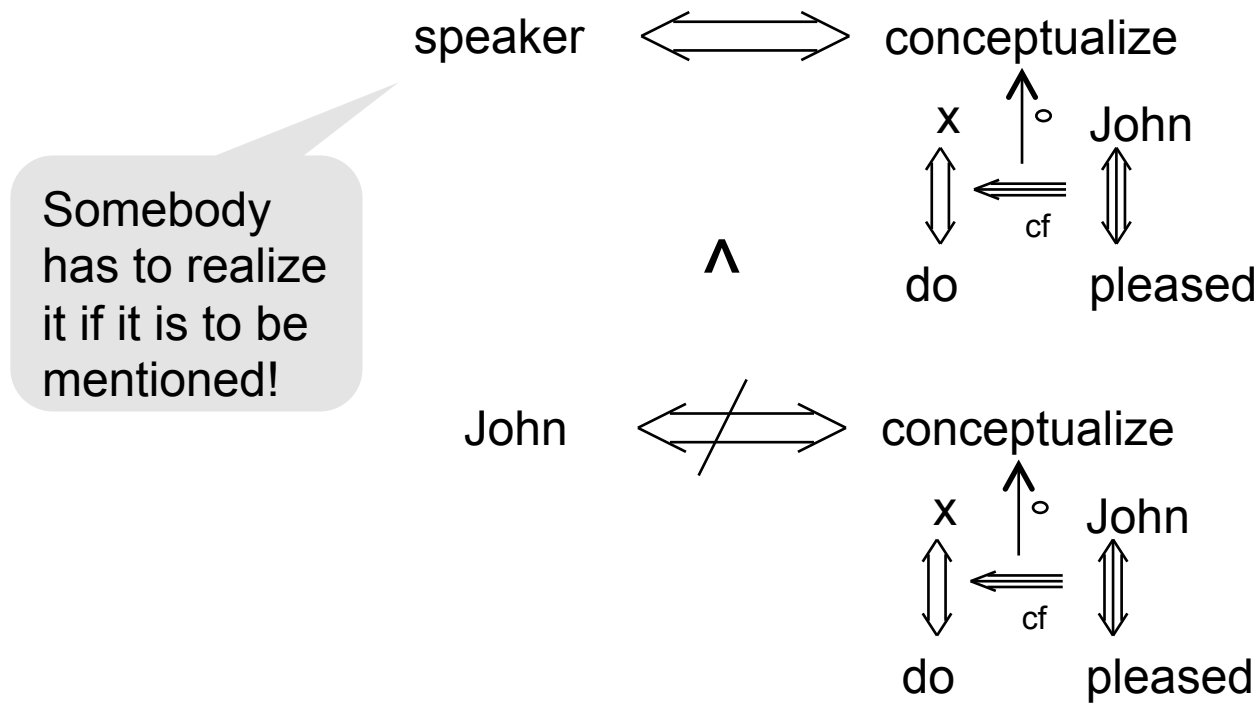 speaker conceptualize
x o John
cf
do pleased
Somebody
has to realize
it if it is to be
mentioned!
∧
John conceptualize
x o John
cf
do pleased